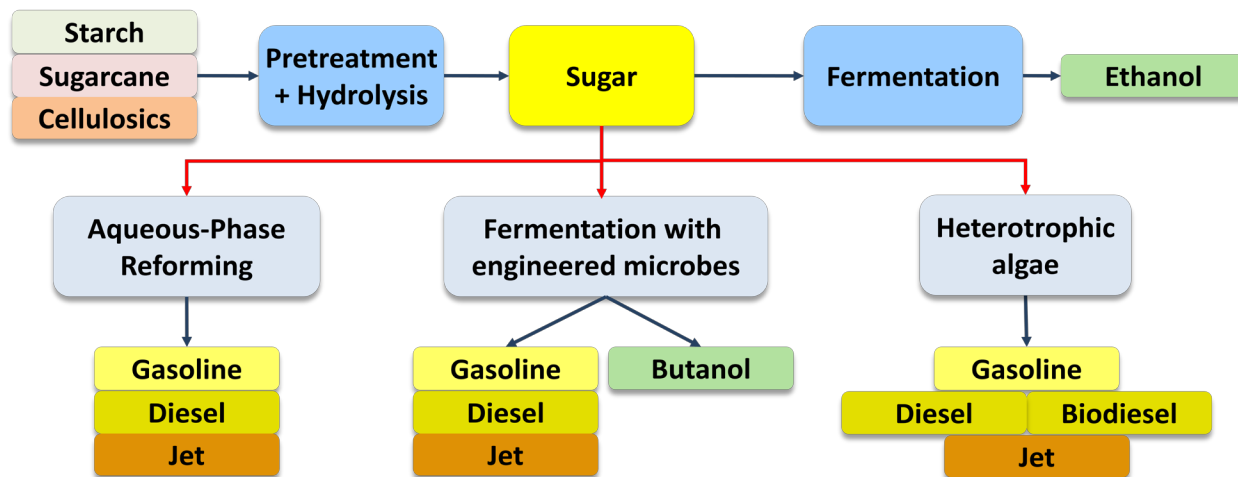 Starch
Sugarcane
Cellulosics
Pretreatment
+ Hydrolysis
Sugar
Fermentation
Ethanol
Aqueous-Phase
Reforming
Fermentation with
engineered microbes
Heterotrophic
algae
Gasoline
Diesel
Jet
Gasoline
Diesel
Jet
Butanol
Gasoline
Diesel
Biodiesel
Jet